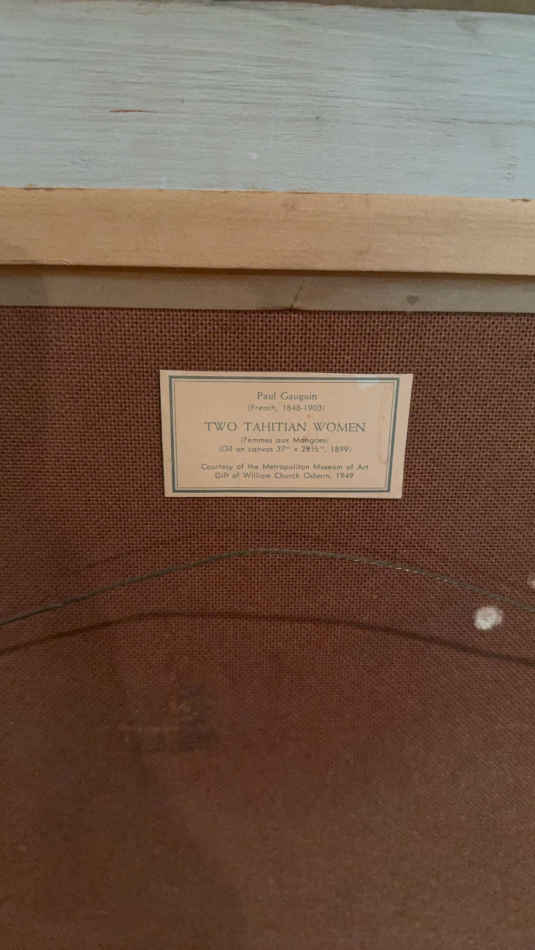 Paul Gauguin
(French, 1848-1903)
TWO TAHITIAN WOMEN
(Femmes aux Mangoes)
(Oil on canvas 37" x 28½", 1899)
Courtesy of the Metropolitan Museum of Art
Gift of William Church Osborn, 1949